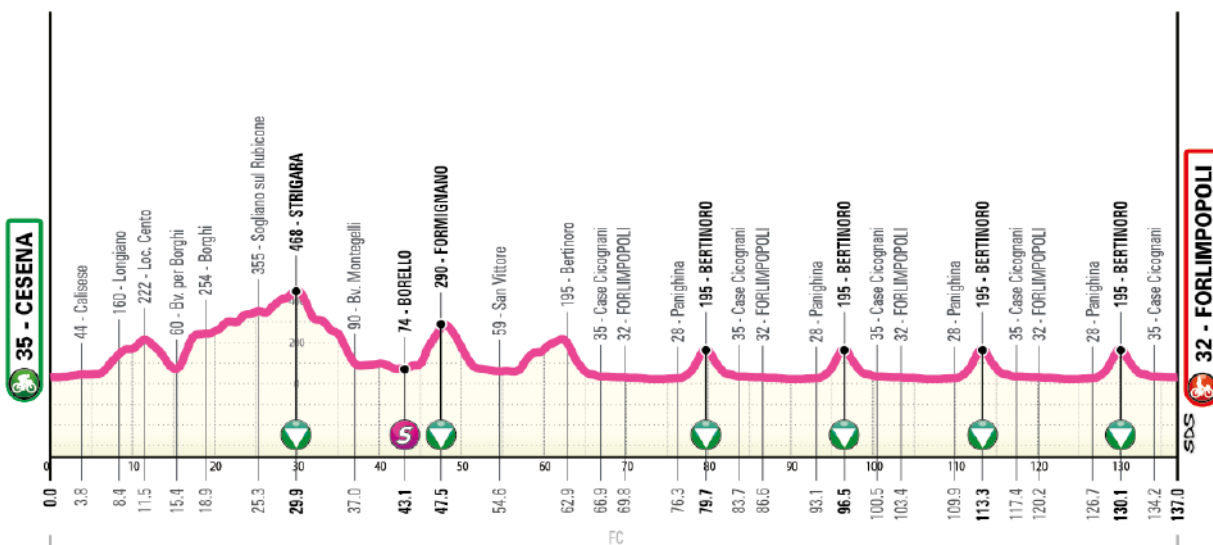 35 - CESENA
44 - Calisese
160 - Longiano
222 - Loc. Cento
60 - Bv. per Borghi
254 - Borghi
355 - Sogliano sul Rubicone
468 - STRIGARA
90 - Bv. Montegelli
74 - BORELLO
290 - FORMIGNANO
59 - San Vittore
195 - Bertinoro
35 - Case Cicognani
32 - FORLIMPOPOLI
28 - Panighina
195 - BERTINORO
35 - Case Cicognani
32 - FORLIMPOPOLI
28 - Panighina
195 - BERTINORO
35 - Case Cicognani
32 - FORLIMPOPOLI
28 - Panighina
195 - BERTINORO
35 - Case Cicognani
32 - FORLIMPOPOLI
28 - Panighina
195 - BERTINORO
35 - Case Cicognani
32 - FORLIMPOPOLI
400
200
0
S
SDS
0 10 20 30 40 50 60 70 80 90 100 110 120 130
0.0 3.8 8.4 11.5 15.4 18.9 25.3 29.9 37.0 43.1 47.5 54.6 62.9 66.9 69.8 76.3 79.7 83.7 86.6 93.1 96.5 100.5 103.4 109.9 113.3 117.4 120.2 126.7 130.1 134.2 137.0
FC